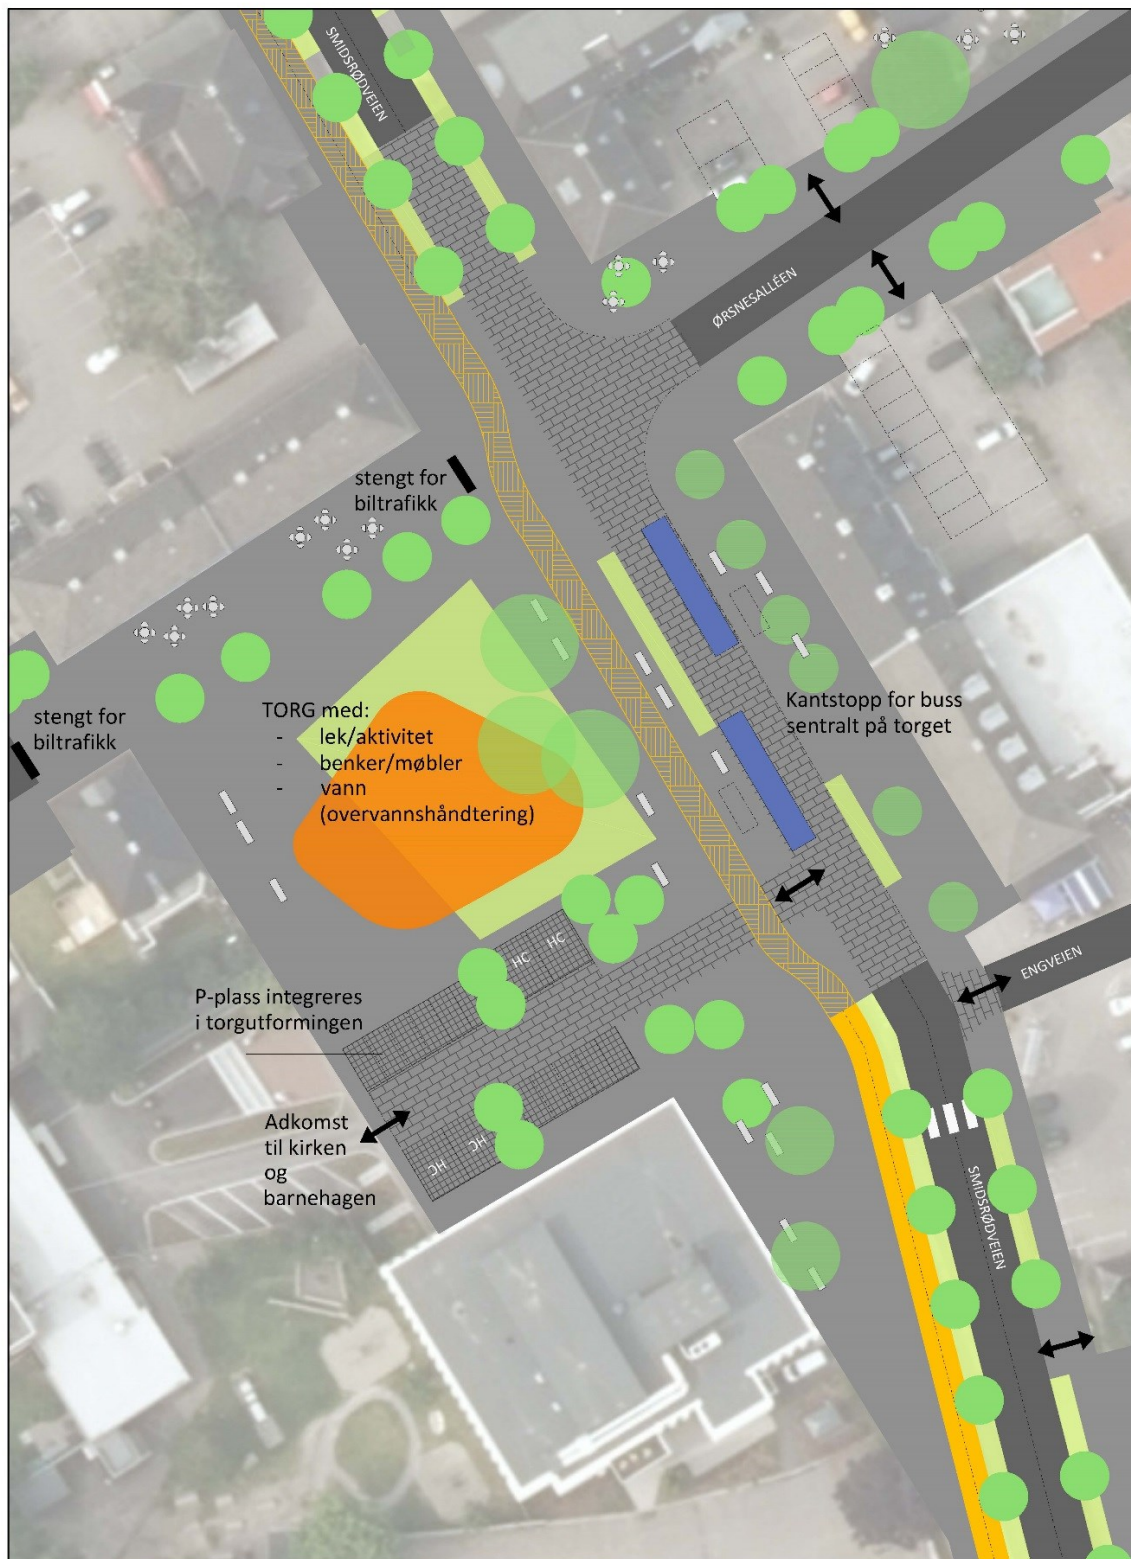 SMIDSRØDVEIEN
ØRSNESALLÉEN
stengt for
biltrafikk
stengt for
biltrafikk
TORG med:
- lek/aktivitet
- benker/møbler
- vann
(overvannshåndtering)
Kantstopp for buss
sentralt på torget
HC
HC
ENGVEIEN
P-plass integreres
i torgutformingen
Adkomst
til kirken
og
barnehagen
HC
HC
SMIDSRØDVEIEN